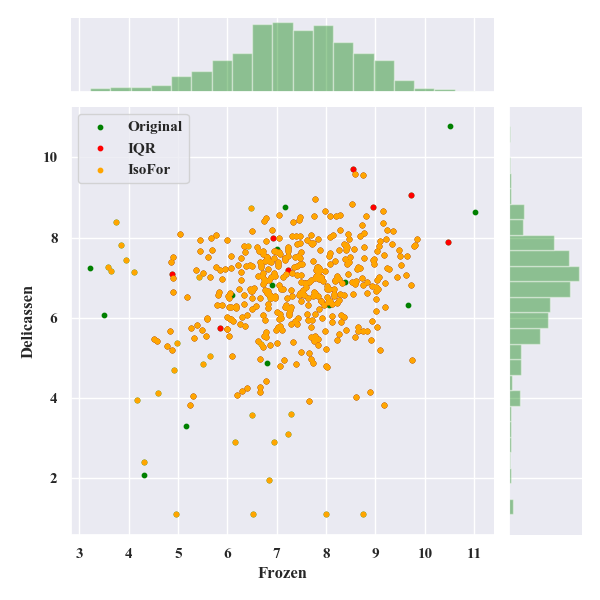 Original
IQR
IsoFor
10
8
6
4
2
Delicassen
3 4 5 6 7 8 9 10 11
Frozen